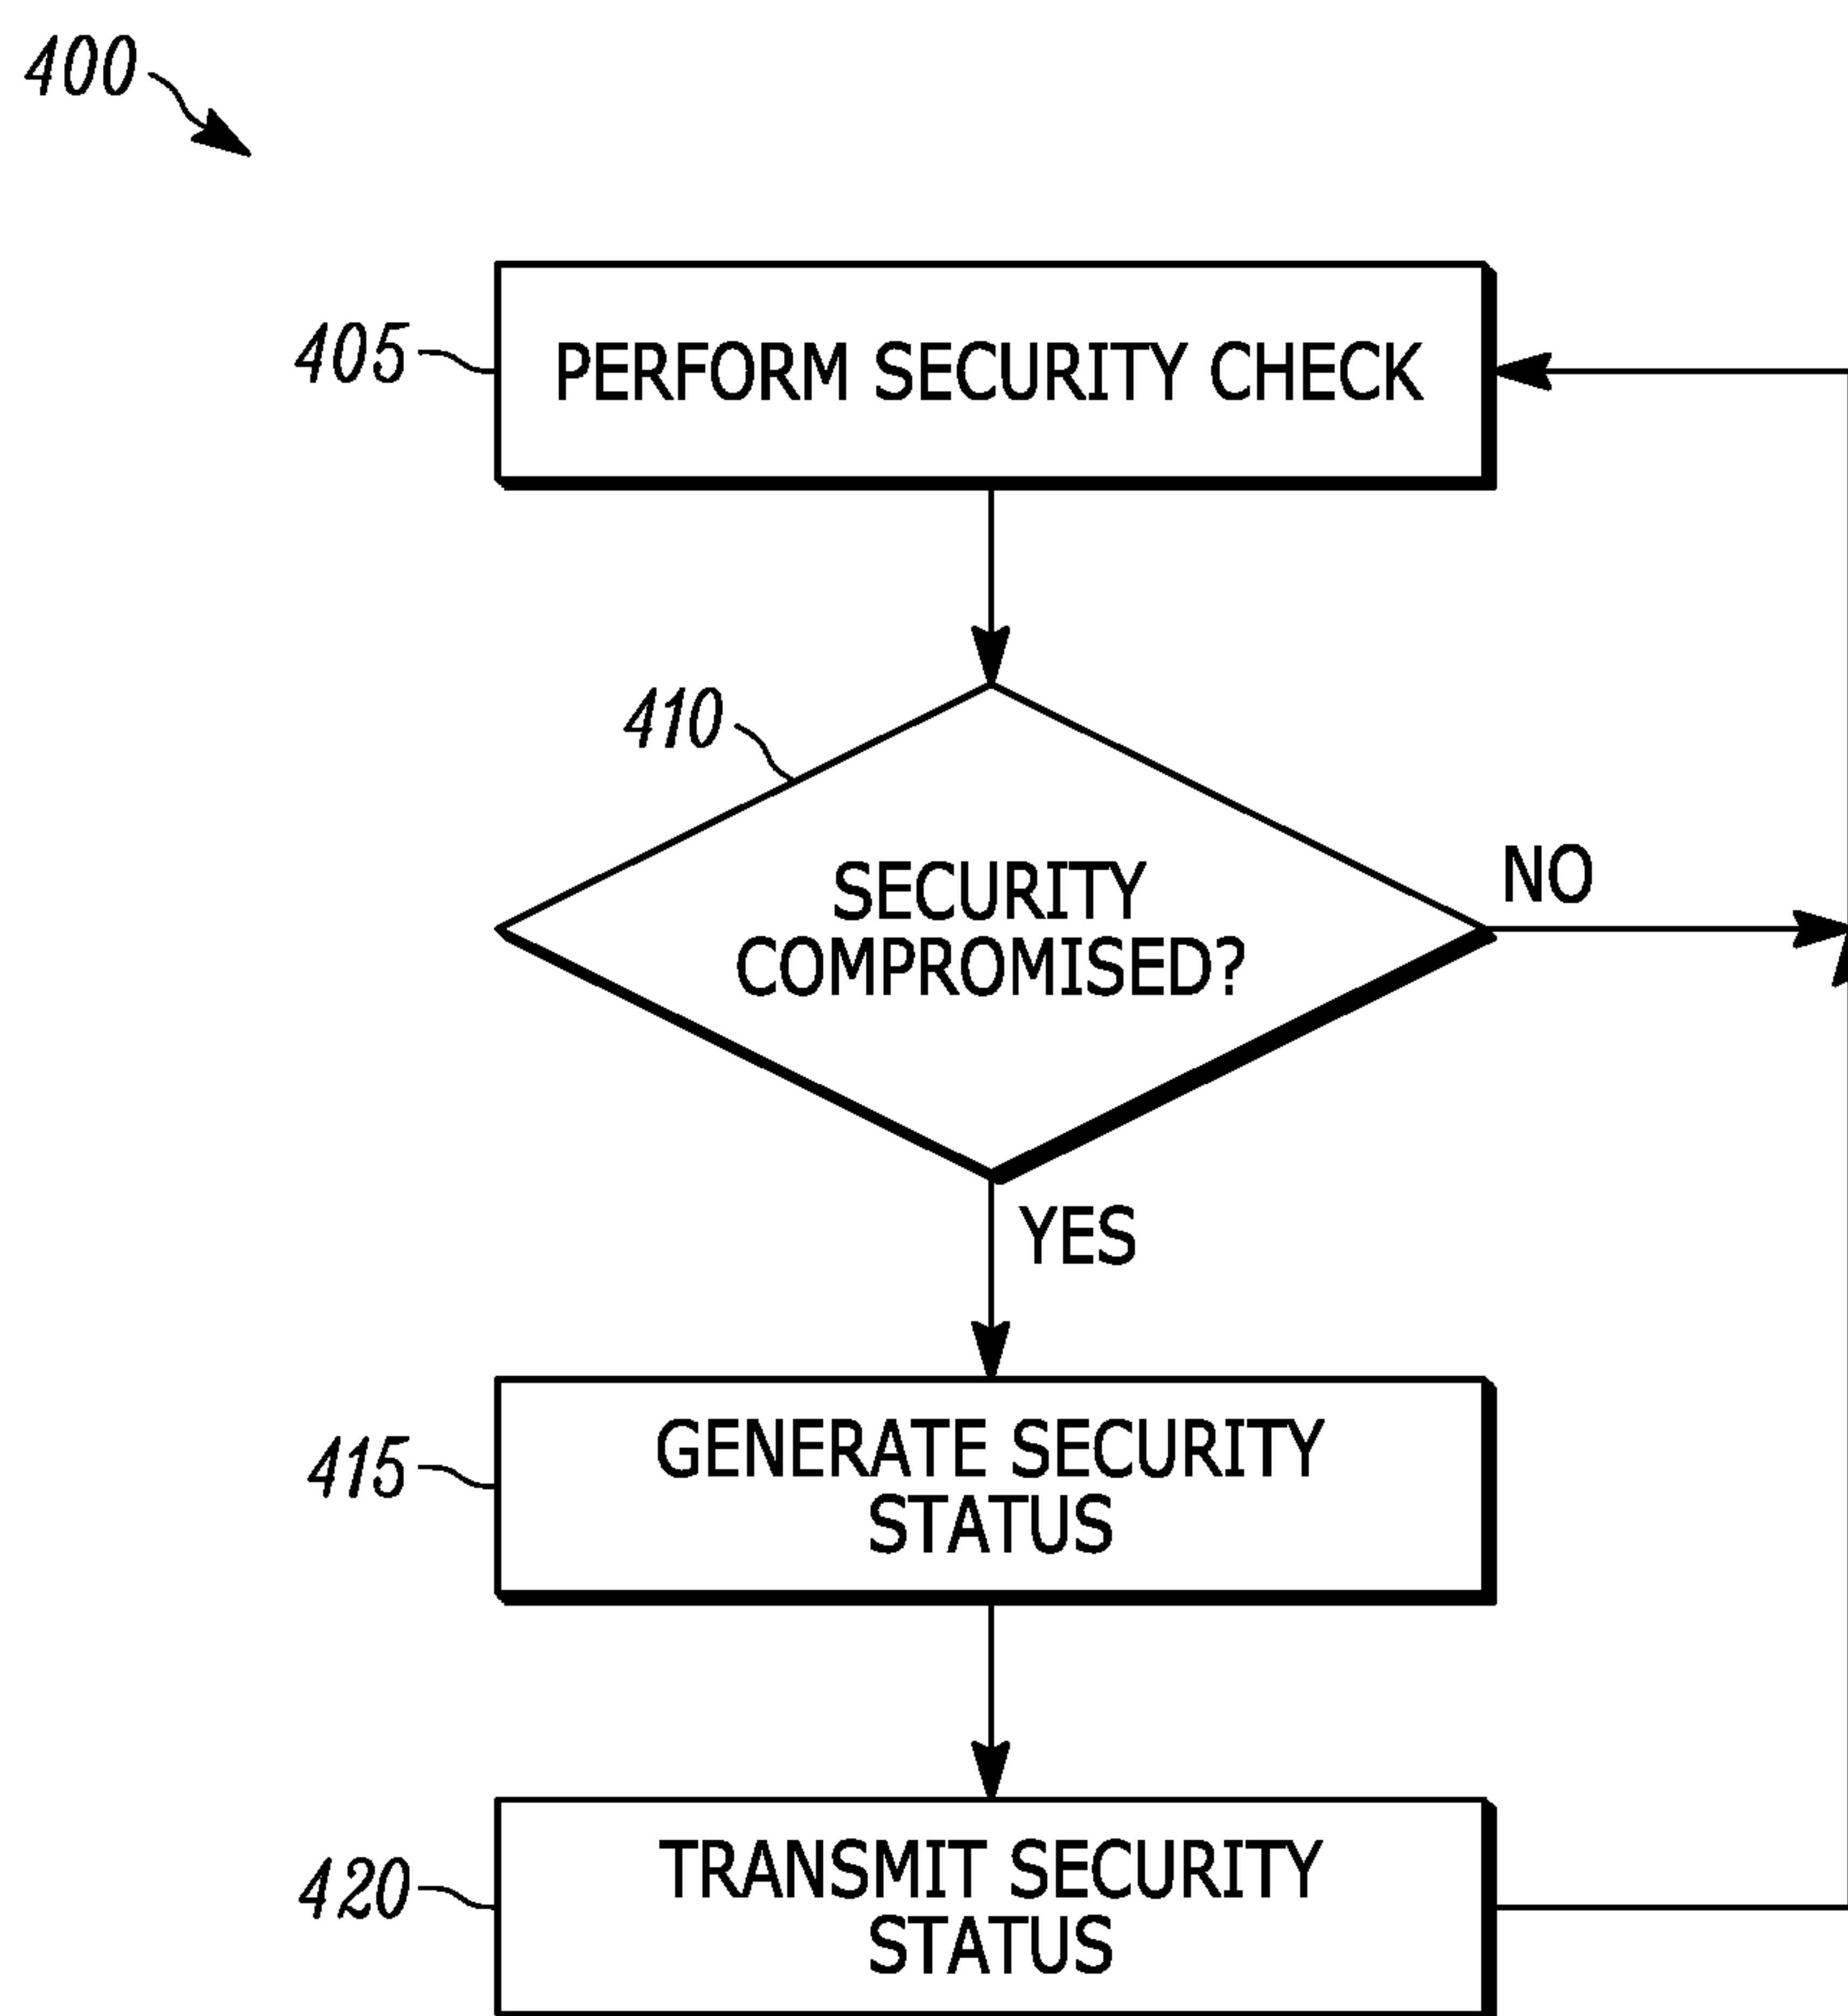 400
405
PERFORM SECURITY CHECK
410
SECURITY
COMPROMISED?
NO
YES
415
GENERATE SECURITY
STATUS
420
TRANSMIT SECURITY
STATUS